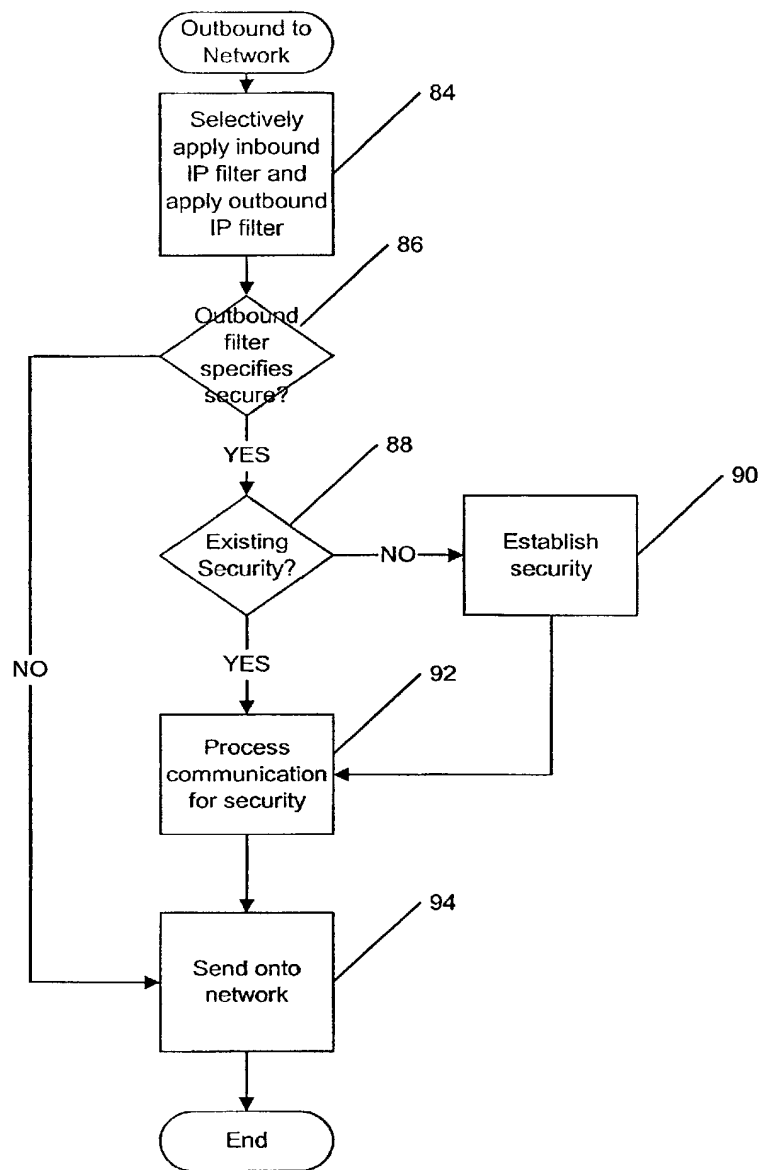 Outbound to
Network
84
Selectively
apply inbound
IP filter and
apply outbound
IP filter
86
Outbound
filter
specifies
secure?
YES
88
90
Existing
Security?
NO
Establish
security
YES
NO
92
Process
communication
for security
94
Send onto
network
End